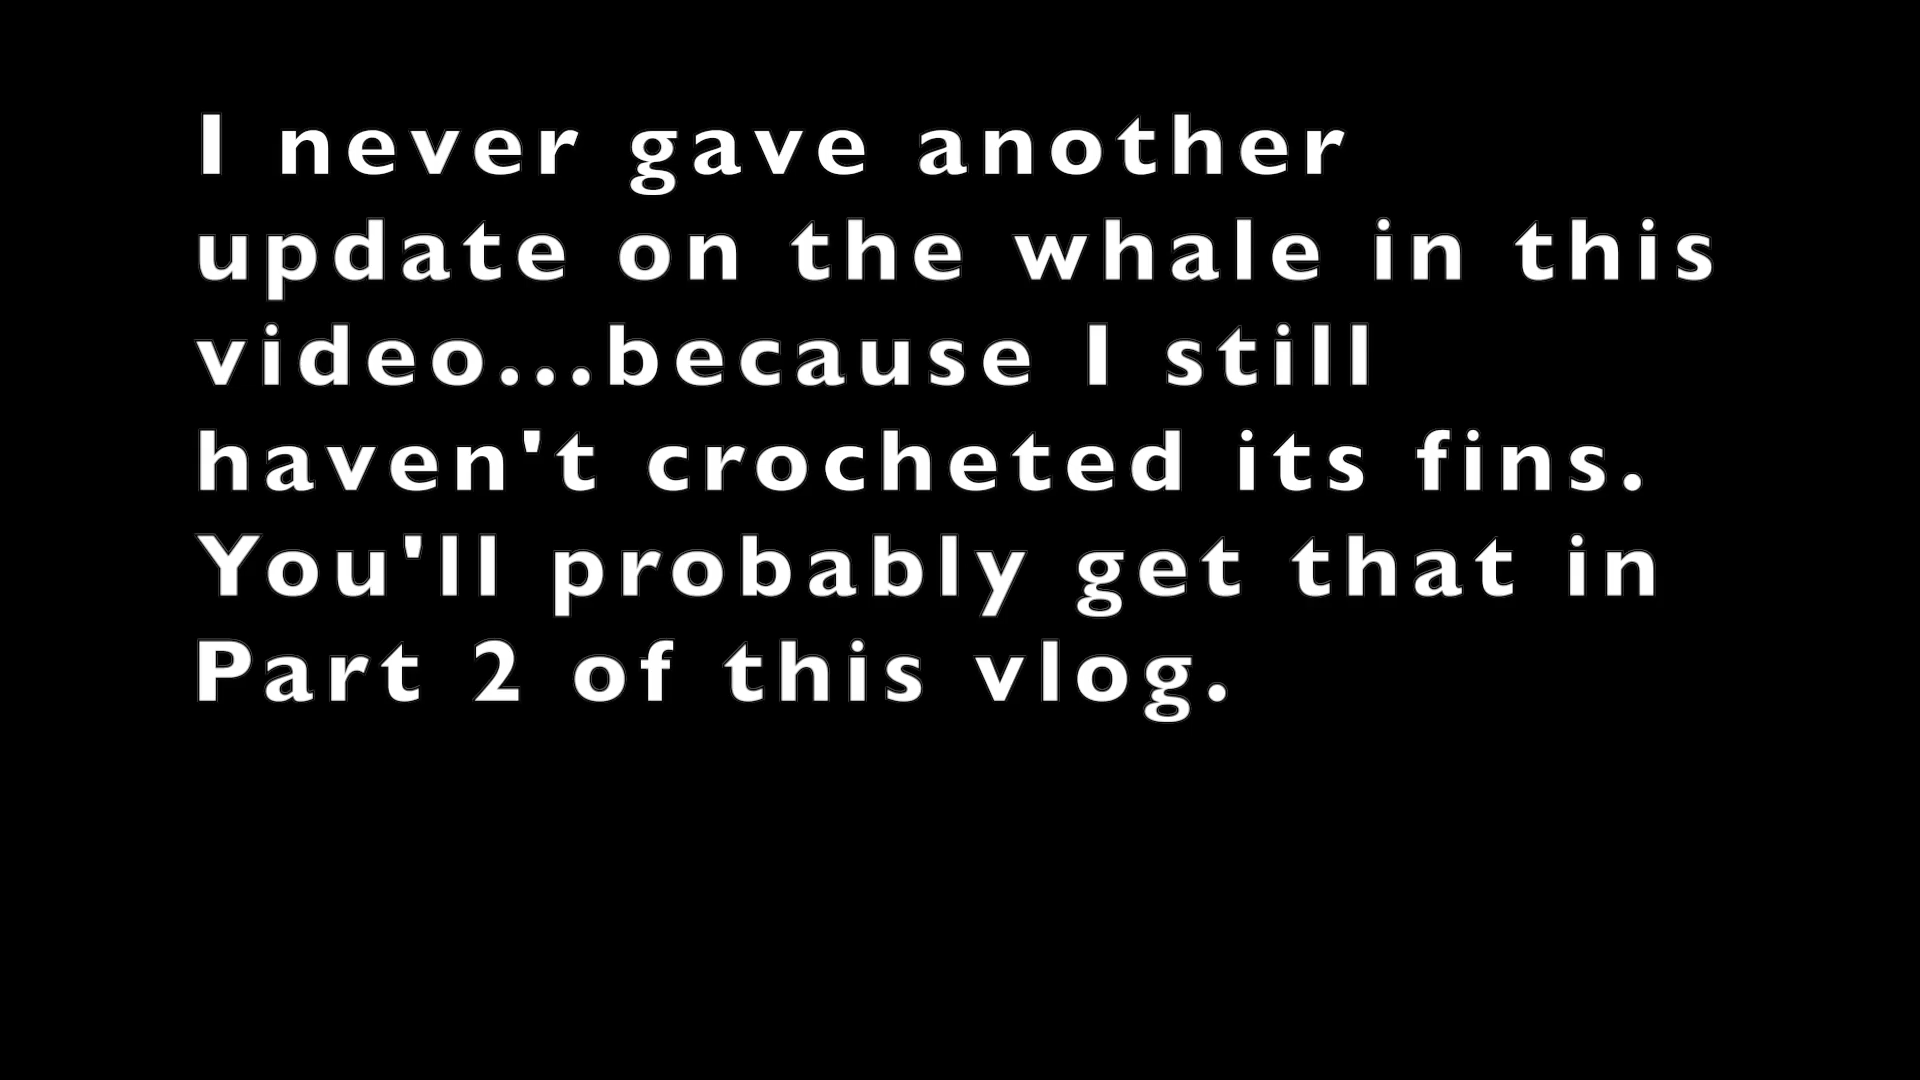 I never gave another
update on the whale in this
video...because I still
haven't crocheted its fins.
You'll probably get that in
Part 2 of this vlog.